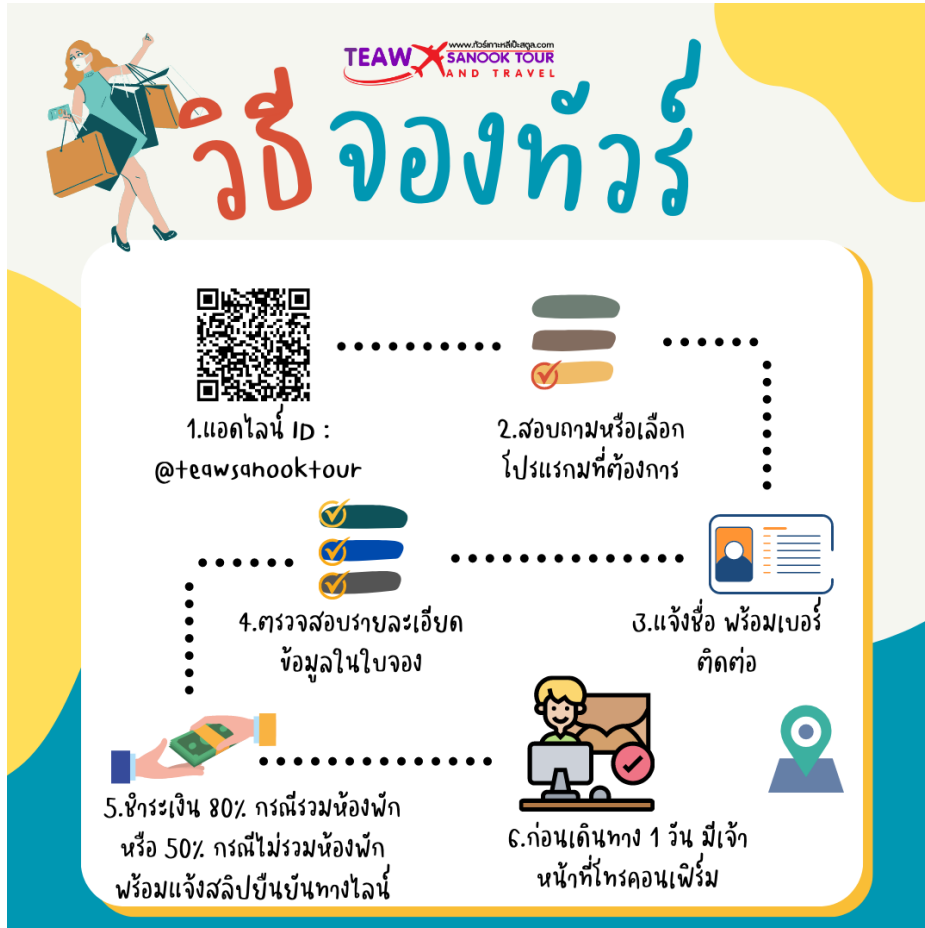 www.ทัวร์เกาะหลีเป๊ะสตูล.com
TEAW SANOOK TOUR
AND TRAVEL
วิธีจองทัวร์
1.แอดไลน์ ID :
@teawsanooktour
2.สอบถามหรือเลือก
โปรแรกมที่ต้องการ
3.แจ้งชื่อ พร้อมเบอร์
ติดต่อ
4.ตรวจสอบรายละเอียด
ข้อมูลในใบจอง
5.ชำระเงิน 80% กรณีรวมห้องพัก
หรือ 50% กรณีไม่รวมห้องพัก
พร้อมแจ้งสลิปยืนยันทางไลน์
6.ก่อนเดินทาง 1 วัน มีเจ้า
หน้าที่โทรคอนเฟิร์ม